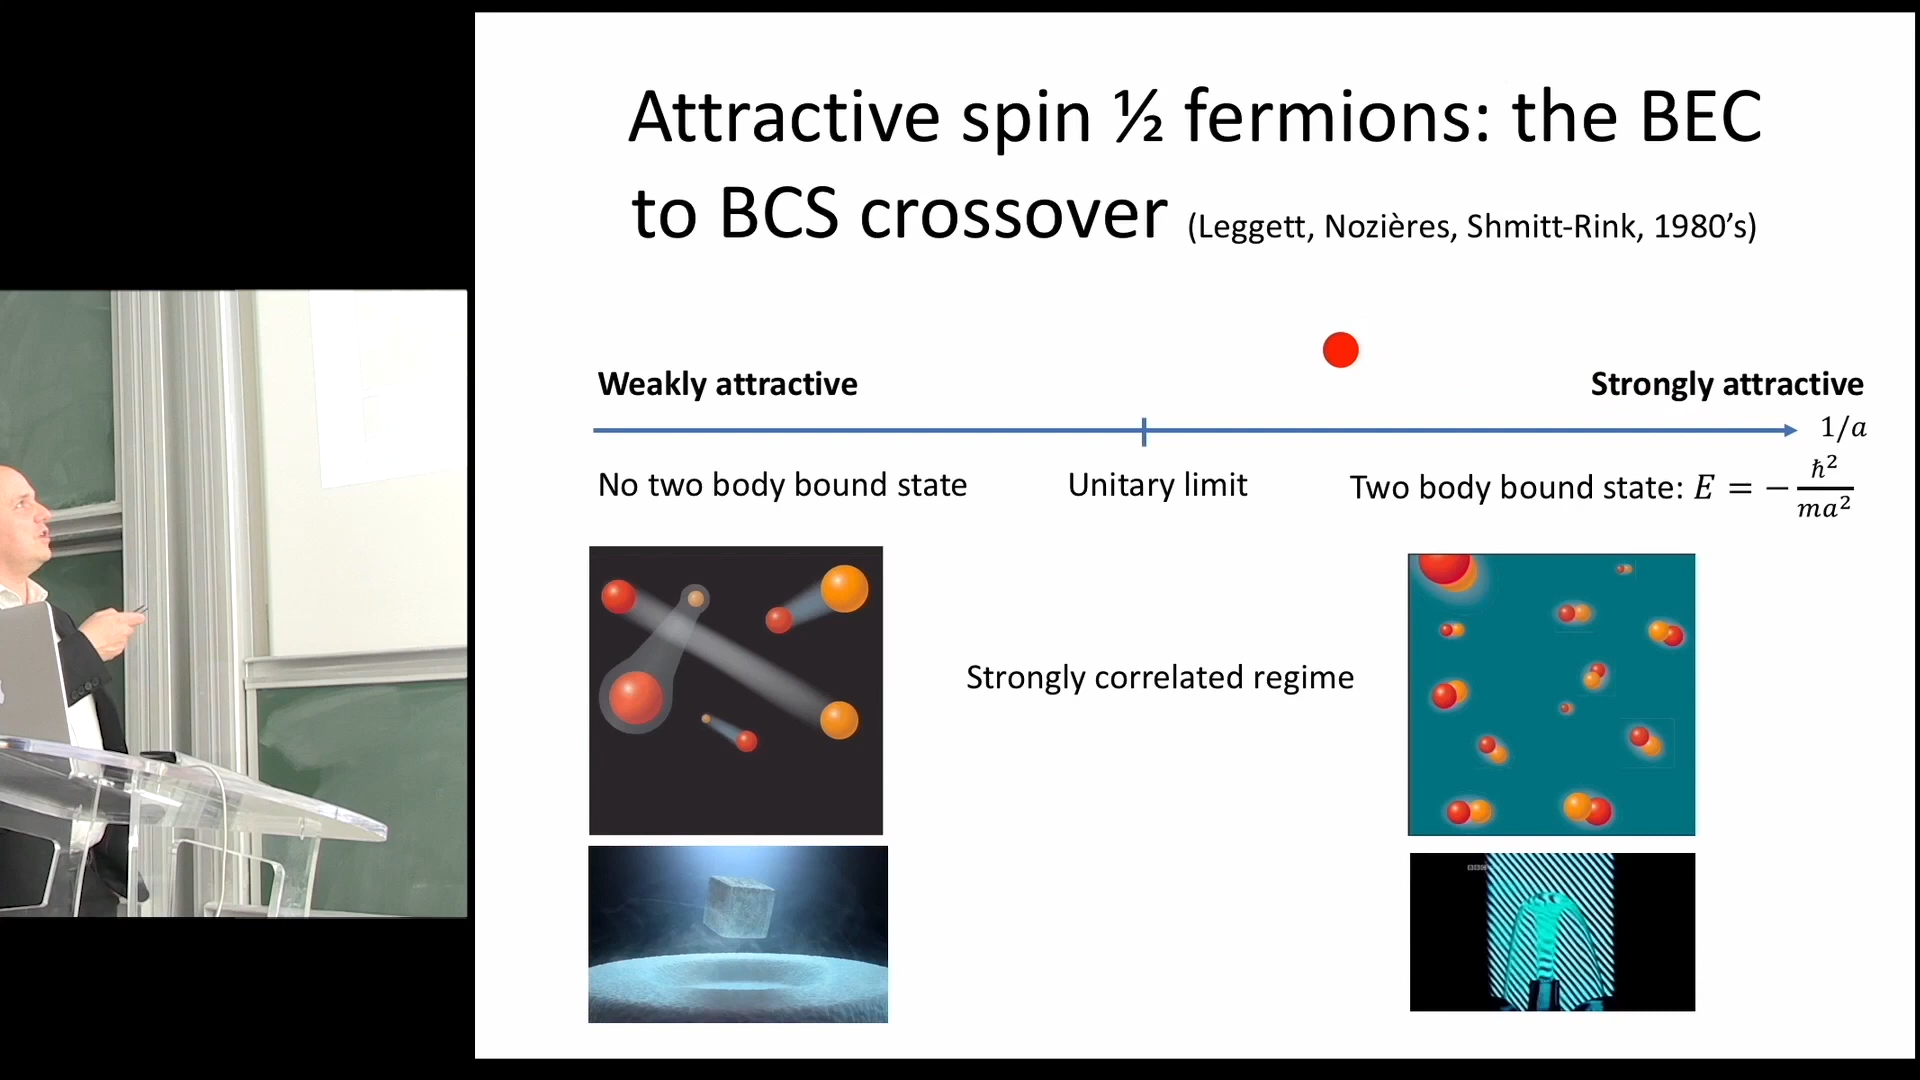 Attractive spin ½ fermions: the BEC
to BCS crossover (Leggett, Nozières, Shmitt-Rink, 1980’s)
Weakly attractive
Strongly attractive
1/a
No two body bound state
Unitary limit
Two body bound state: E = − ħ²/ma²
Strongly correlated regime
BBC